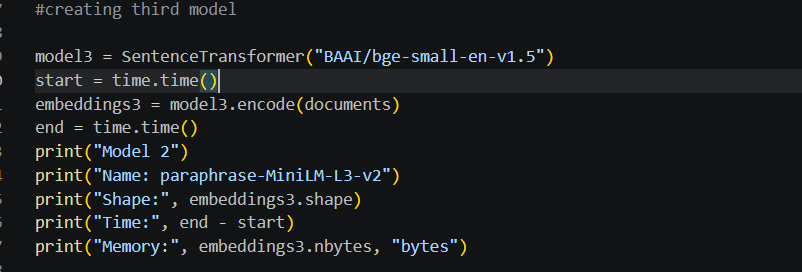 #creating third model
model3 = SentenceTransformer("BAAI/bge-small-en-v1.5")
start = time.time()
embeddings3 = model3.encode(documents)
end = time.time()
print("Model 2")
print("Name: paraphrase-MiniLM-L3-v2")
print("Shape:", embeddings3.shape)
print("Time:", end - start)
print("Memory:", embeddings3.nbytes, "bytes")